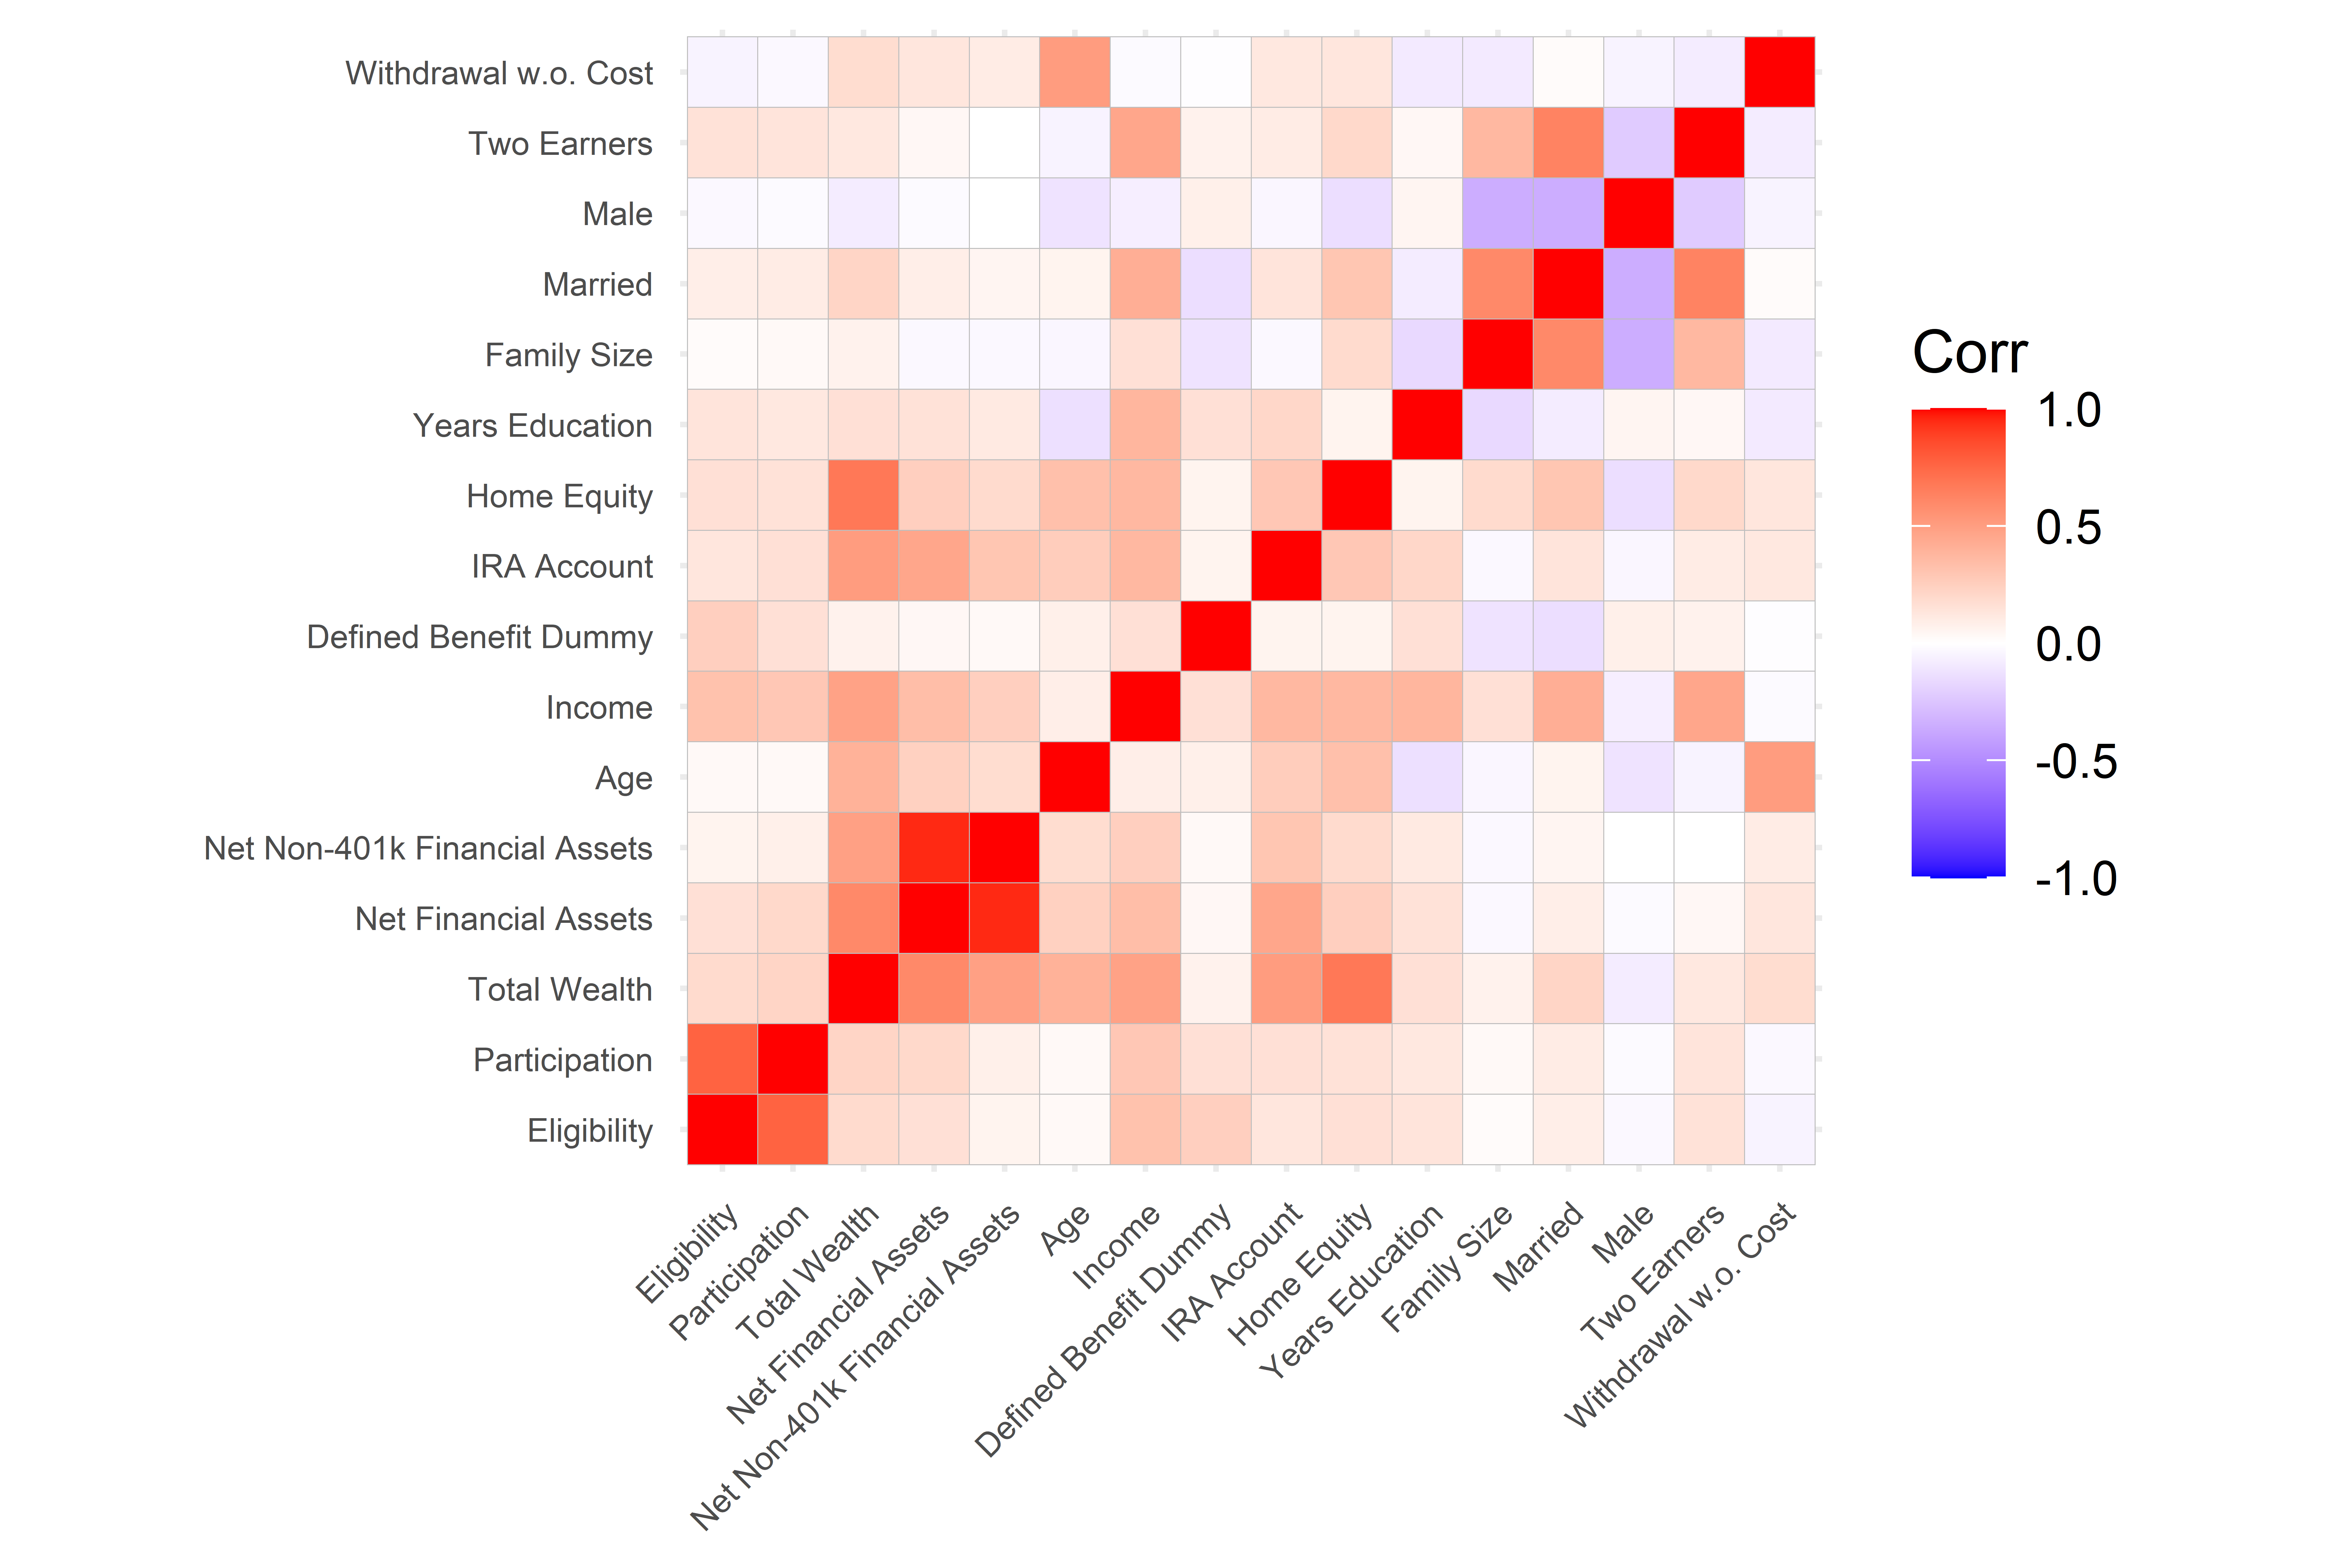 Withdrawal w.o. Cost
Two Earners
Male
Married
Family Size
Years Education
Home Equity
IRA Account
Defined Benefit Dummy
Income
Age
Net Non-401k Financial Assets
Net Financial Assets
Total Wealth
Participation
Eligibility
Eligibility
Participation
Total Wealth
Net Financial Assets
Net Non-401k Financial Assets
Age
Income
Defined Benefit Dummy
IRA Account
Home Equity
Years Education
Family Size
Married
Male
Two Earners
Withdrawal w.o. Cost
Corr
1.0
0.5
0.0
-0.5
-1.0